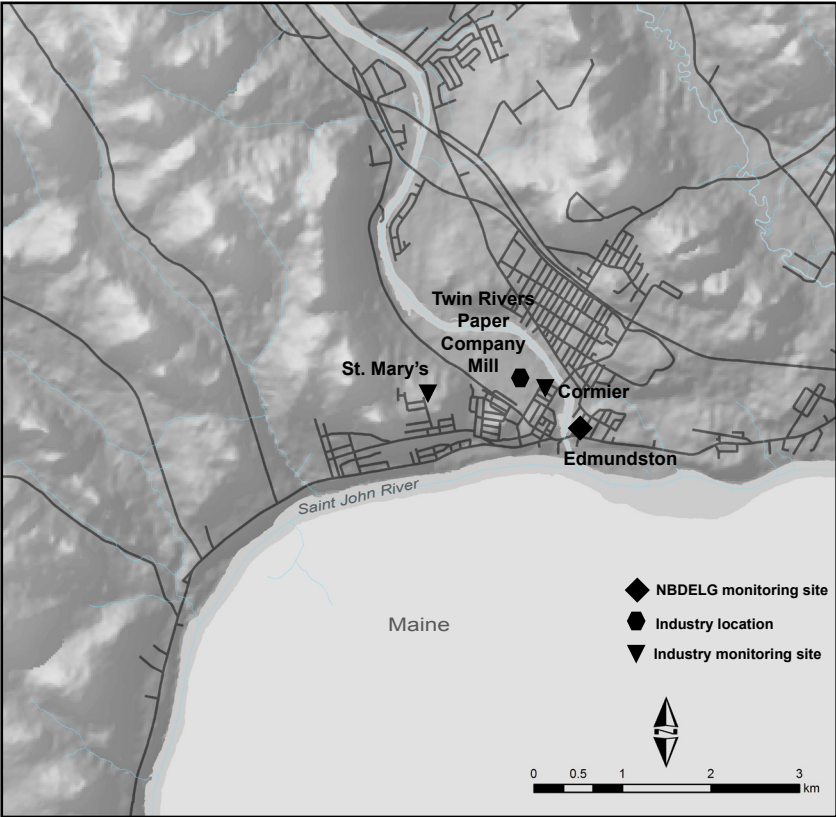 Twin Rivers
Paper
Company
Mill
St. Mary's
Cormier
Edmundston
Saint John River
Maine
NBDELG monitoring site
Industry location
Industry monitoring site
N
0 0.5 1 2 3
km